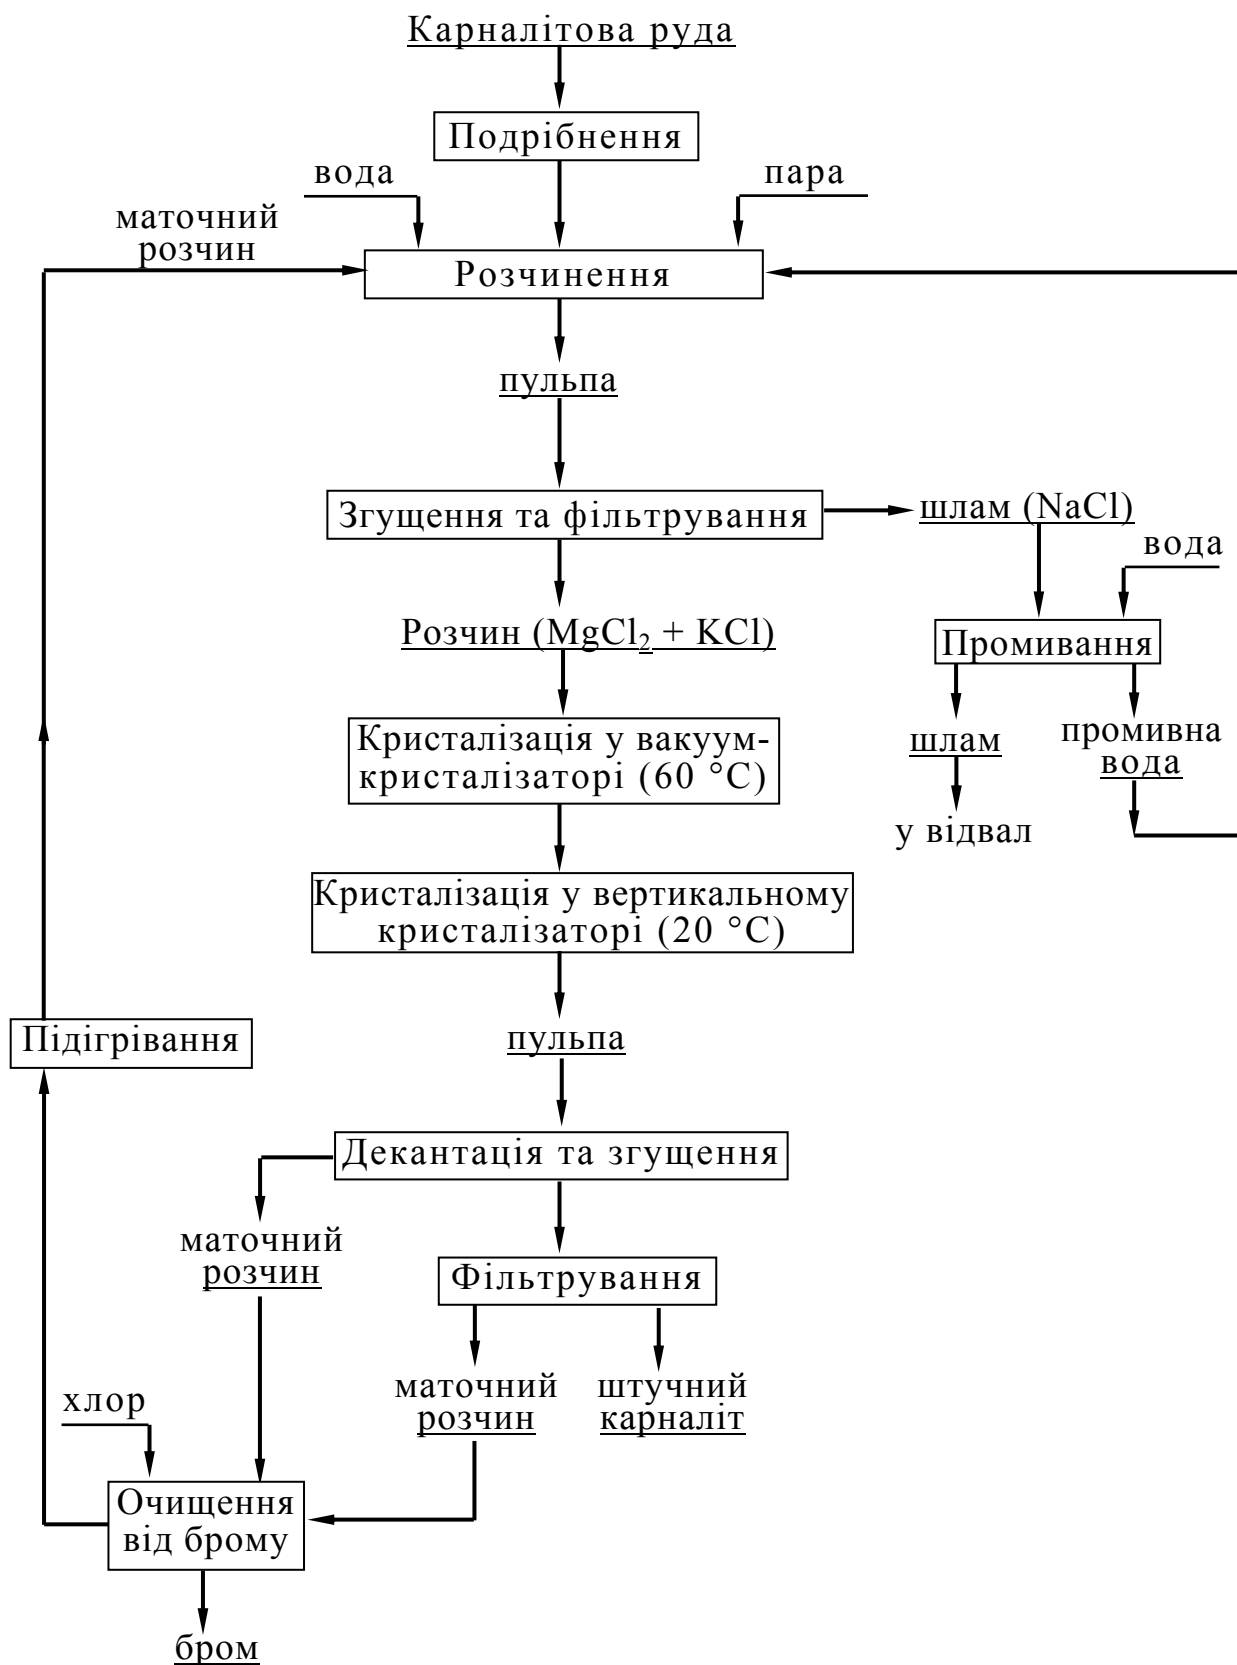 Карналітова руда
Подрібнення
вода
пара
маточний
розчин
Розчинення
пульпа
Згущення та фільтрування
шлам (NaCl)
вода
Розчин (MgCl₂ + KCl)
Промивання
Кристалізація у вакуум-
кристалізаторі (60 °C)
шлам
промивна
вода
у відвал
Кристалізація у вертикальному
кристалізаторі (20 °C)
Підігрівання
пульпа
Декантація та згущення
маточний
розчин
Фільтрування
хлор
маточний
розчин
штучний
карналіт
Очищення
від брому
бром